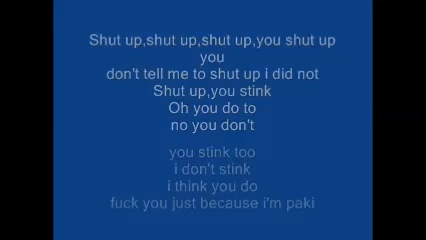 Shut up,shut up,shut up,you shut up
you
don't tell me to shut up i did not
Shut up,you stink
Oh you do to
no you don't
you stink too
i don't stink
i think you do
fuck you just because i'm paki